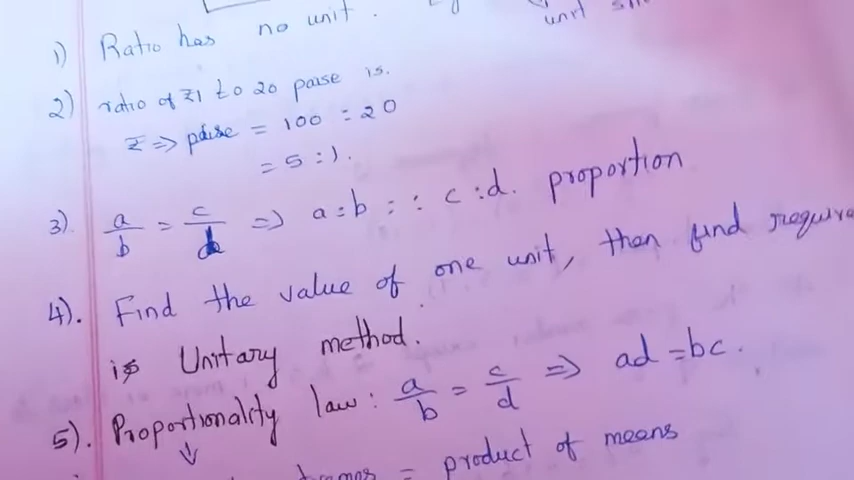 unit
1) Ratio has no unit.
2) ratio of ₹1 to 20 paise is.
₹ => paise = 100 : 20
= 5 : 1.
3). a/b = c/d => a:b :: c:d. proportion
4). Find the value of one unit, then find
is Unitary method.
5). Proportionality law: a/b = c/d => ad = bc.
↓
= product of means